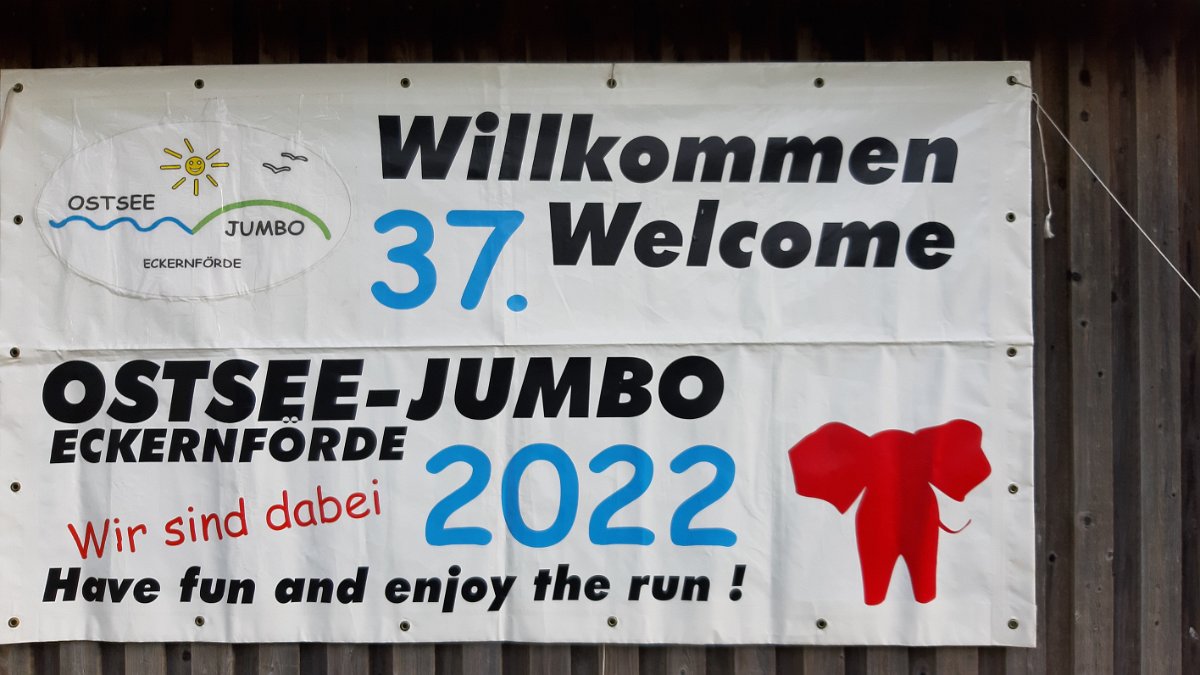 OSTSEE
JUMBO
ECKERNFÖRDE
Willkommen
37. Welcome
OSTSEE-JUMBO
ECKERNFÖRDE
2022
Wir sind dabei
Have fun and enjoy the run !